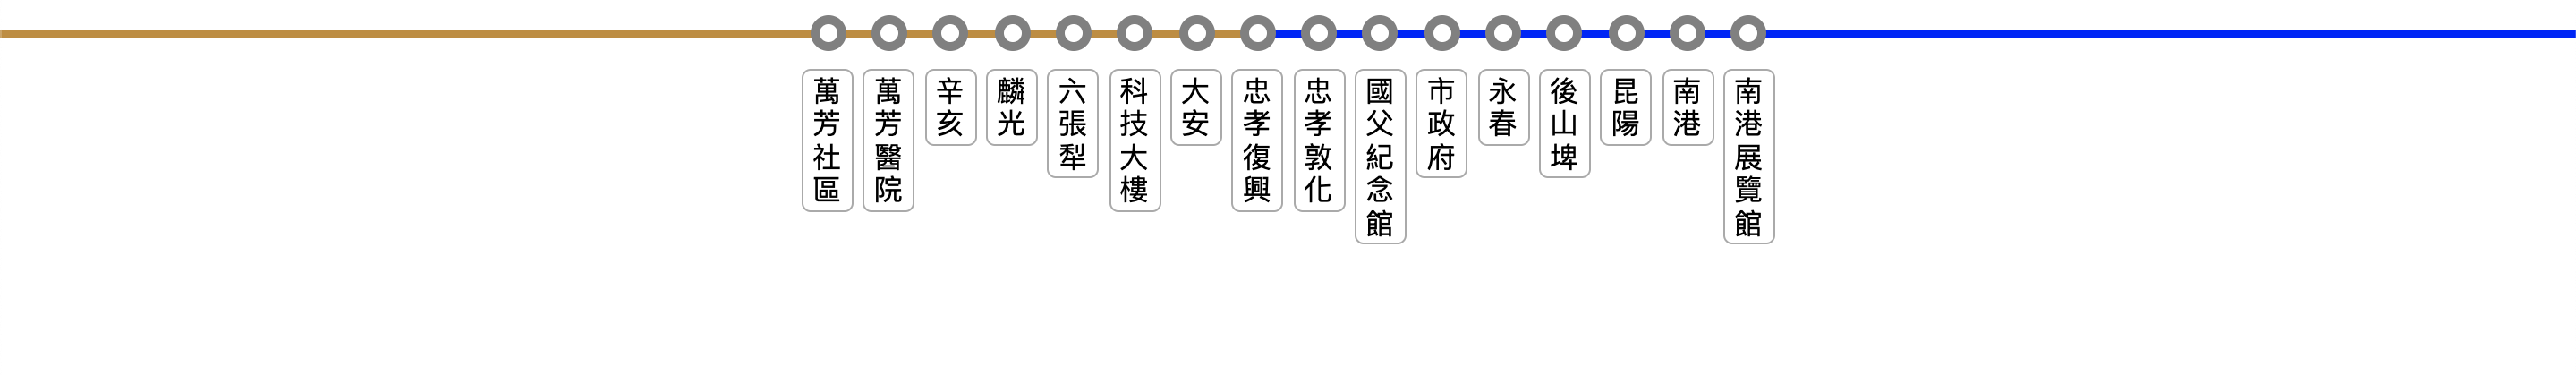 萬芳社區
萬芳醫院
辛亥
麟光
六張犁
科技大樓
大安
忠孝復興
忠孝敦化
國父紀念館
市政府
永春
後山埤
昆陽
南港
南港展覽館